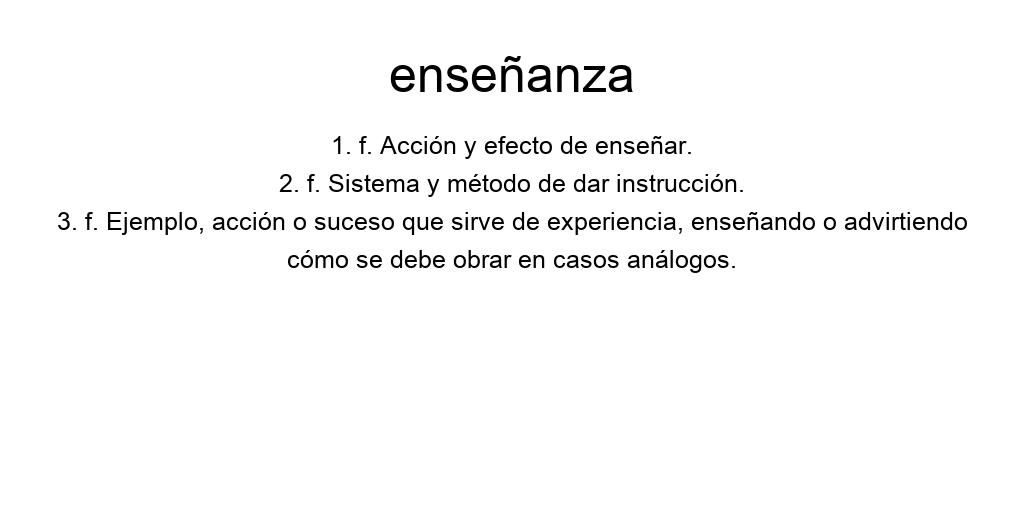 enseñanza
1. f. Acción y efecto de enseñar.
2. f. Sistema y método de dar instrucción.
3. f. Ejemplo, acción o suceso que sirve de experiencia, enseñando o advirtiendo
cómo se debe obrar en casos análogos.